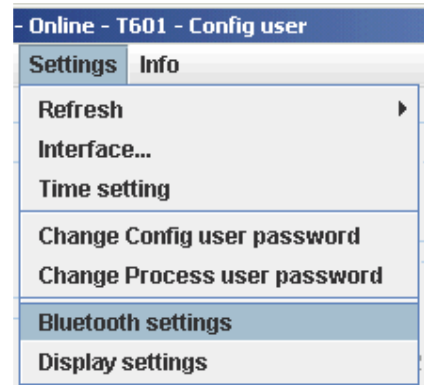 - Online - T601 - Config user
Settings Info
Refresh
Interface...
Time setting
Change Config user password
Change Process user password
Bluetooth settings
Display settings